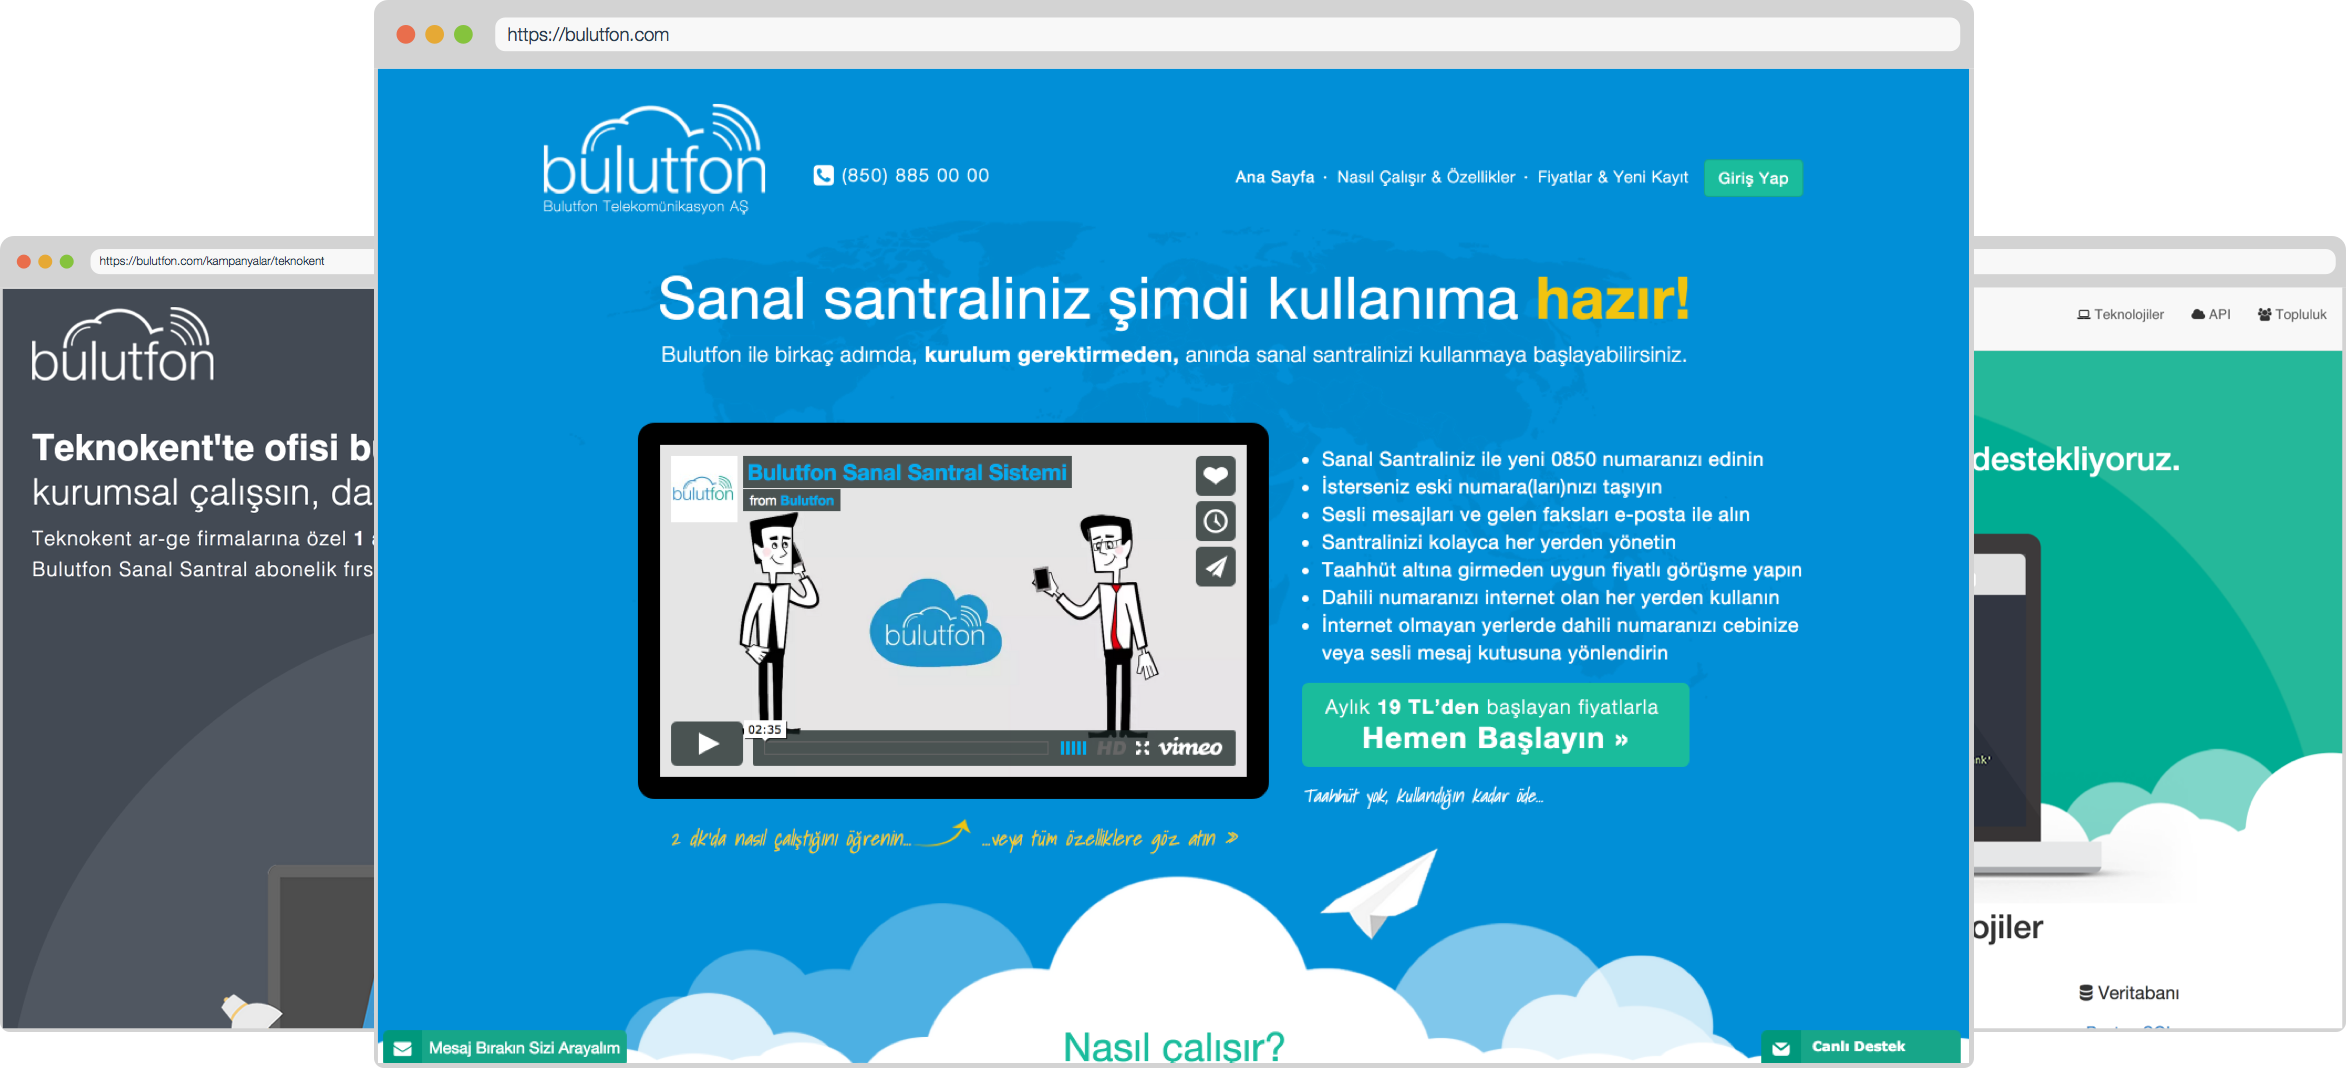 https://bulutfon.com
bulutfon
Bulutfon Telekomünikasyon AŞ
(850) 885 00 00
Ana Sayfa · Nasıl Çalışır & Özellikler · Fiyatlar & Yeni Kayıt
Giriş Yap
Sanal santraliniz şimdi kullanıma hazır!
Bulutfon ile birkaç adımda, kurulum gerektirmeden, anında sanal santralinizi kullanmaya başlayabilirsiniz.
bulutfon
Bulutfon Sanal Santral Sistemi
from Bulutfon
bulutfon
02:35
HD
vimeo
• Sanal Santraliniz ile yeni 0850 numaranızı edinin
• İsterseniz eski numara(ları)nızı taşıyın
• Sesli mesajları ve gelen faksları e-posta ile alın
• Santralinizi kolayca her yerden yönetin
• Taahhüt altına girmeden uygun fiyatlı görüşme yapın
• Dahili numaranızı internet olan her yerden kullanın
• İnternet olmayan yerlerde dahili numaranızı cebinize
veya sesli mesaj kutusuna yönlendirin
Aylık 19 TL'den başlayan fiyatlarla
Hemen Başlayın »
Taahhüt yok, kullandığın kadar öde...
2 dk'da nasıl çalıştığını öğrenin...
...veya tüm özelliklere göz atın »
Nasıl çalışır?
Mesaj Bırakın Sizi Arayalım
Canlı Destek
https://bulutfon.com/kampanyalar/teknokent
bulutfon
Teknokent'te ofisi b
kurumsal çalışsın, da
Teknokent ar-ge firmalarına özel 1
Bulutfon Sanal Santral abonelik fırs
Teknolojiler
API
Topluluk
destekliyoruz.
nk'
ojiler
Veritabanı